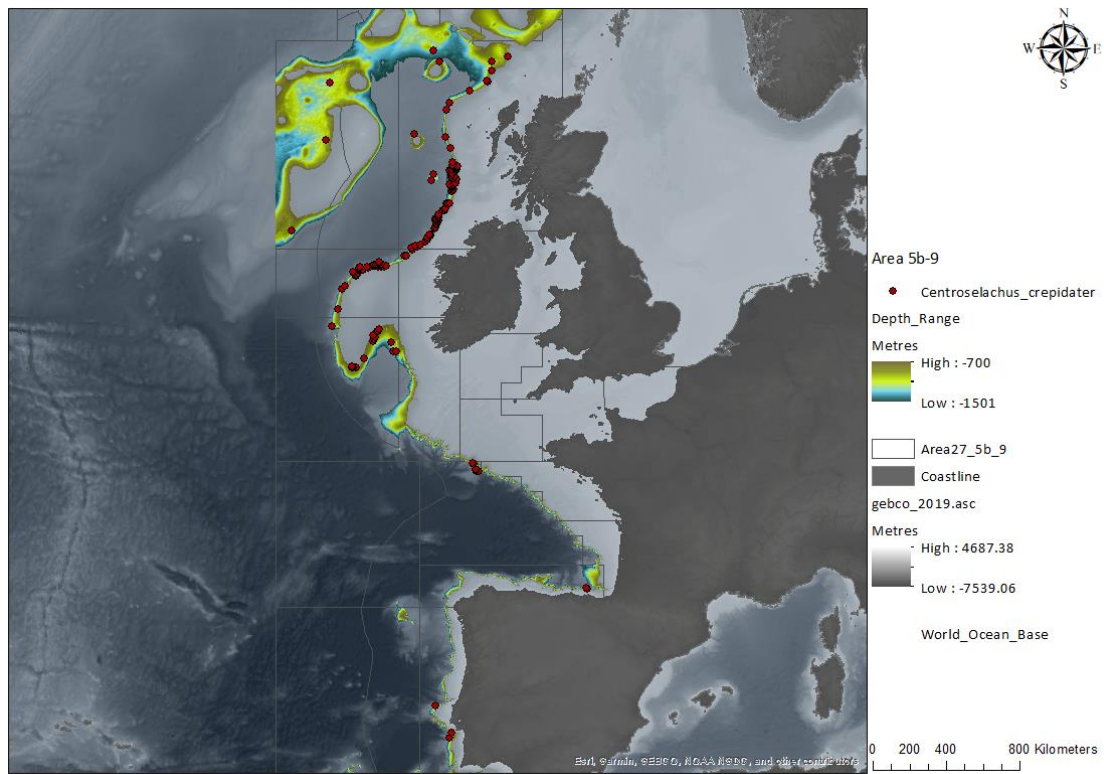 N
W E
S
Area 5b-9
Centroselachus_crepidater
Depth_Range
Metres
High : -700
Low : -1501
Area27_5b_9
Coastline
gebco_2019.asc
Metres
High : 4687.38
Low : -7539.06
World_Ocean_Base
0 200 400 800 Kilometers
Esri, Garmin, GEBCO, NOAA NGDC, and other contributors